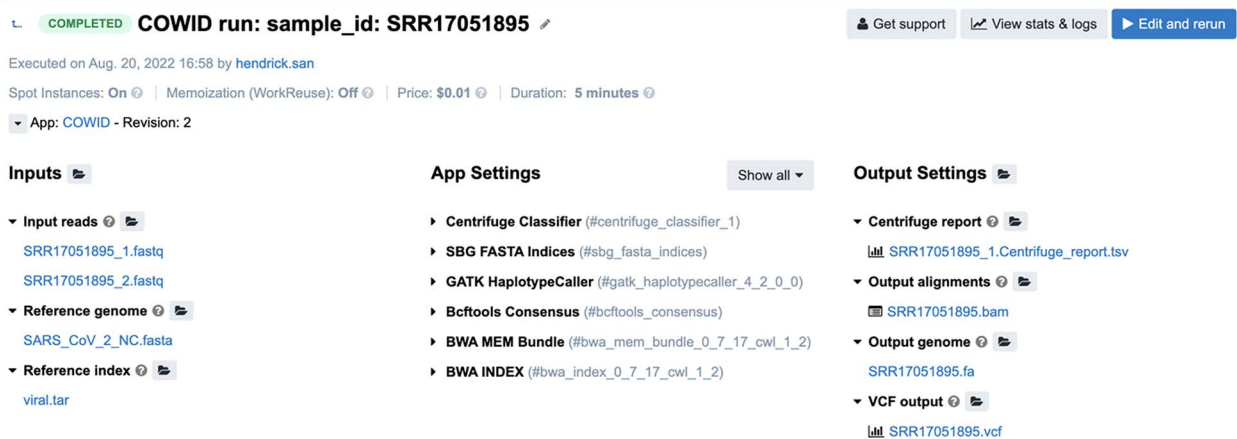 t... COMPLETED COWID run: sample_id: SRR17051895
Get support
View stats & logs
Edit and rerun
Executed on Aug. 20, 2022 16:58 by hendrick.san
Spot Instances: On ? | Memoization (WorkReuse): Off ? | Price: $0.01 ? | Duration: 5 minutes ?
App: COWID - Revision: 2
Inputs
Input reads ?
SRR17051895_1.fastq
SRR17051895_2.fastq
Reference genome ?
SARS_CoV_2_NC.fasta
Reference index ?
viral.tar
App Settings
Show all
Centrifuge Classifier (#centrifuge_classifier_1)
SBG FASTA Indices (#sbg_fasta_indices)
GATK HaplotypeCaller (#gatk_haplotypecaller_4_2_0_0)
Bcftools Consensus (#bcftools_consensus)
BWA MEM Bundle (#bwa_mem_bundle_0_7_17_cwl_1_2)
BWA INDEX (#bwa_index_0_7_17_cwl_1_2)
Output Settings
Centrifuge report ?
SRR17051895_1.Centrifuge_report.tsv
Output alignments ?
SRR17051895.bam
Output genome ?
SRR17051895.fa
VCF output ?
SRR17051895.vcf